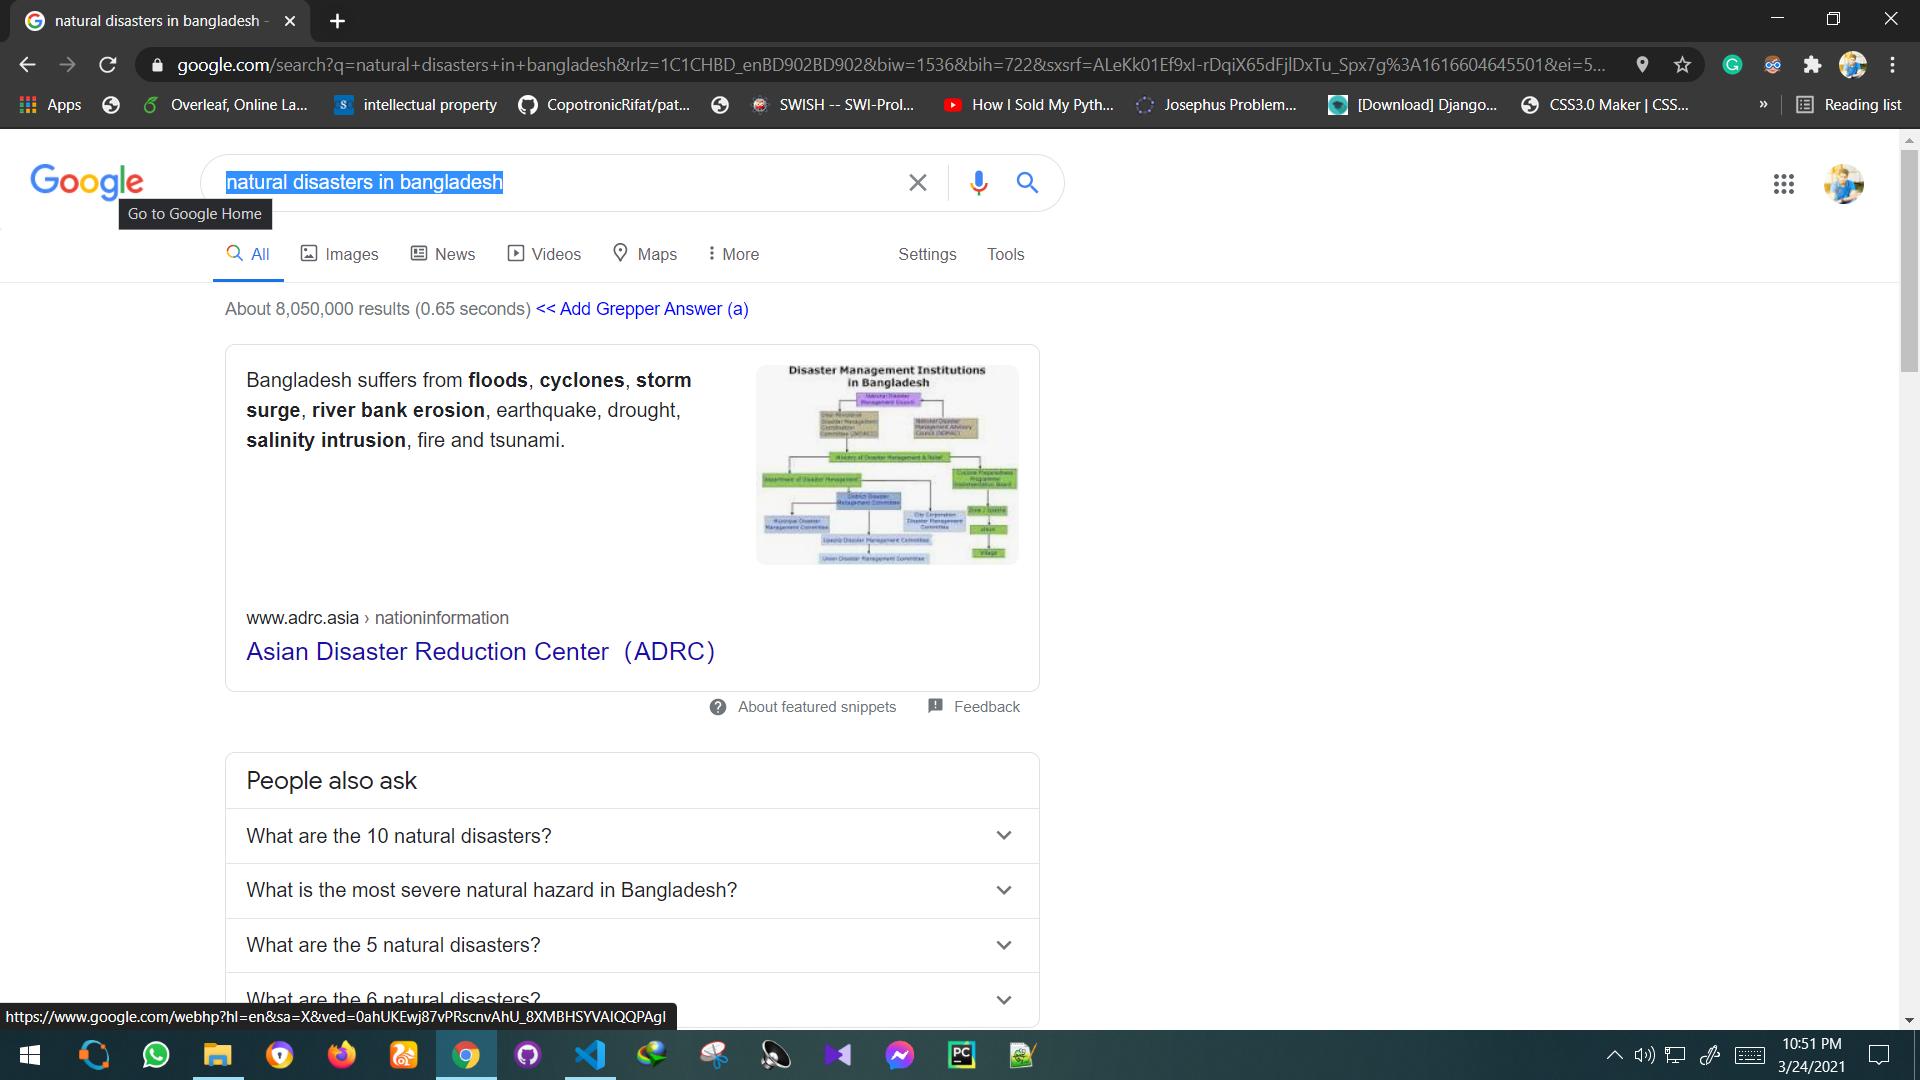 natural disasters in bangladesh -
google.com/search?q=natural+disasters+in+bangladesh&rlz=1C1CHBD_enBD902BD902&biw=1536&bih=722&sxsrf=ALeKk01Ef9xI-rDqiX65dFjlDxTu_Spx7g%3A1616604645501&ei=5...
Apps Overleaf, Online La... intellectual property CopotronicRifat/pat... SWISH -- SWI-Prol... How I Sold My Pyth... Josephus Problem... [Download] Django... CSS3.0 Maker | CSS... » Reading list
Google natural disasters in bangladesh
Go to Google Home
All Images News Videos Maps More Settings Tools
About 8,050,000 results (0.65 seconds) << Add Grepper Answer (a)
Bangladesh suffers from floods, cyclones, storm
surge, river bank erosion, earthquake, drought,
salinity intrusion, fire and tsunami.
Disaster Management Institutions
in Bangladesh
www.adrc.asia › nationinformation
Asian Disaster Reduction Center（ADRC）
About featured snippets Feedback
People also ask
What are the 10 natural disasters?
What is the most severe natural hazard in Bangladesh?
What are the 5 natural disasters?
What are the 6 natural disasters?
https://www.google.com/webhp?hl=en&sa=X&ved=0ahUKEwj87vPRscnvAhU_8XMBHSYVAIQQPAgI
10:51 PM
3/24/2021